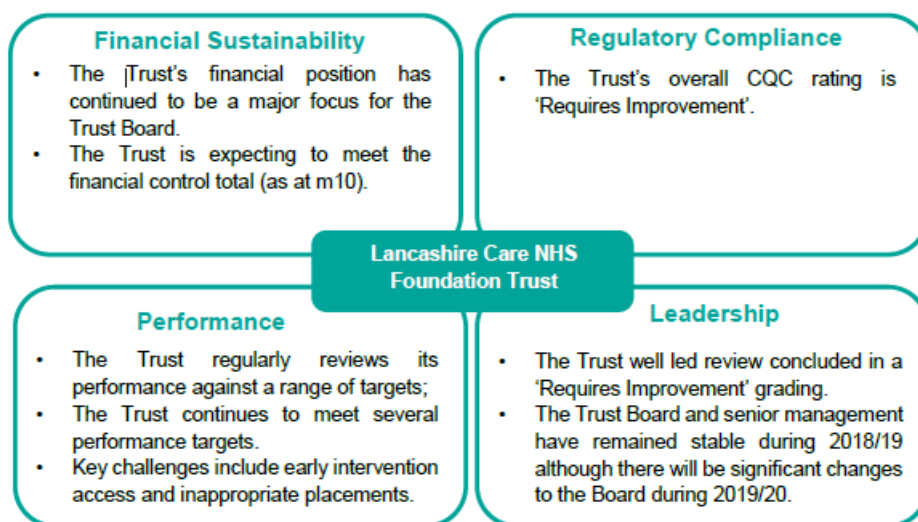 Financial Sustainability
• The Trust's financial position has
continued to be a major focus for the
Trust Board.
• The Trust is expecting to meet the
financial control total (as at m10).
Regulatory Compliance
• The Trust's overall CQC rating is
'Requires Improvement'.
Lancashire Care NHS
Foundation Trust
Performance
• The Trust regularly reviews its
performance against a range of targets;
• The Trust continues to meet several
performance targets.
• Key challenges include early intervention
access and inappropriate placements.
Leadership
• The Trust well led review concluded in a
'Requires Improvement' grading.
• The Trust Board and senior management
have remained stable during 2018/19
although there will be significant changes
to the Board during 2019/20.